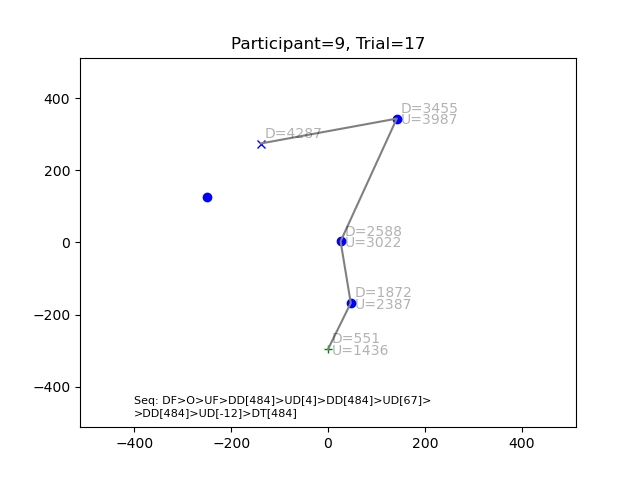 Participant=9, Trial=17
400
200
0
−200
−400
D=3455
U=3987
D=4287
D=2588
U=3022
D=1872
U=2387
D=551
U=1436
Seq: DF>O>UF>DD[484]>UD[4]>DD[484]>UD[67]>
>DD[484]>UD[-12]>DT[484]
−400
−200
0
200
400